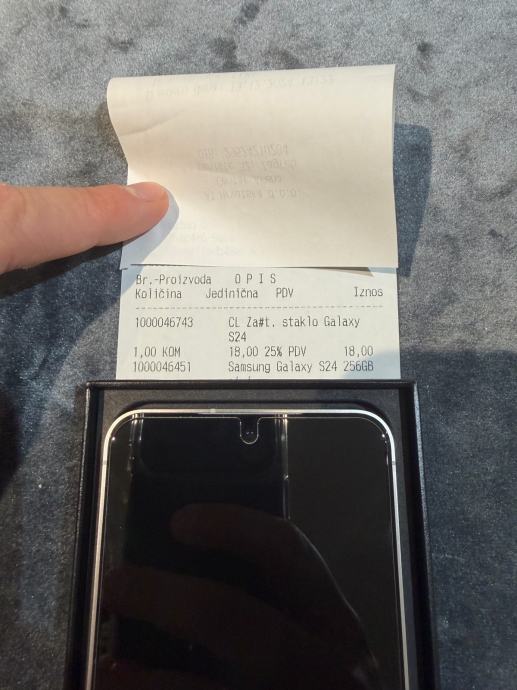 Br.-Proizvoda O P I S
Količina Jedinična PDV Iznos
1000046743 CL Za#t. staklo Galaxy
S24
1,00 KOM 18,00 25% PDV 18,00
1000046451 Samsung Galaxy S24 256GB